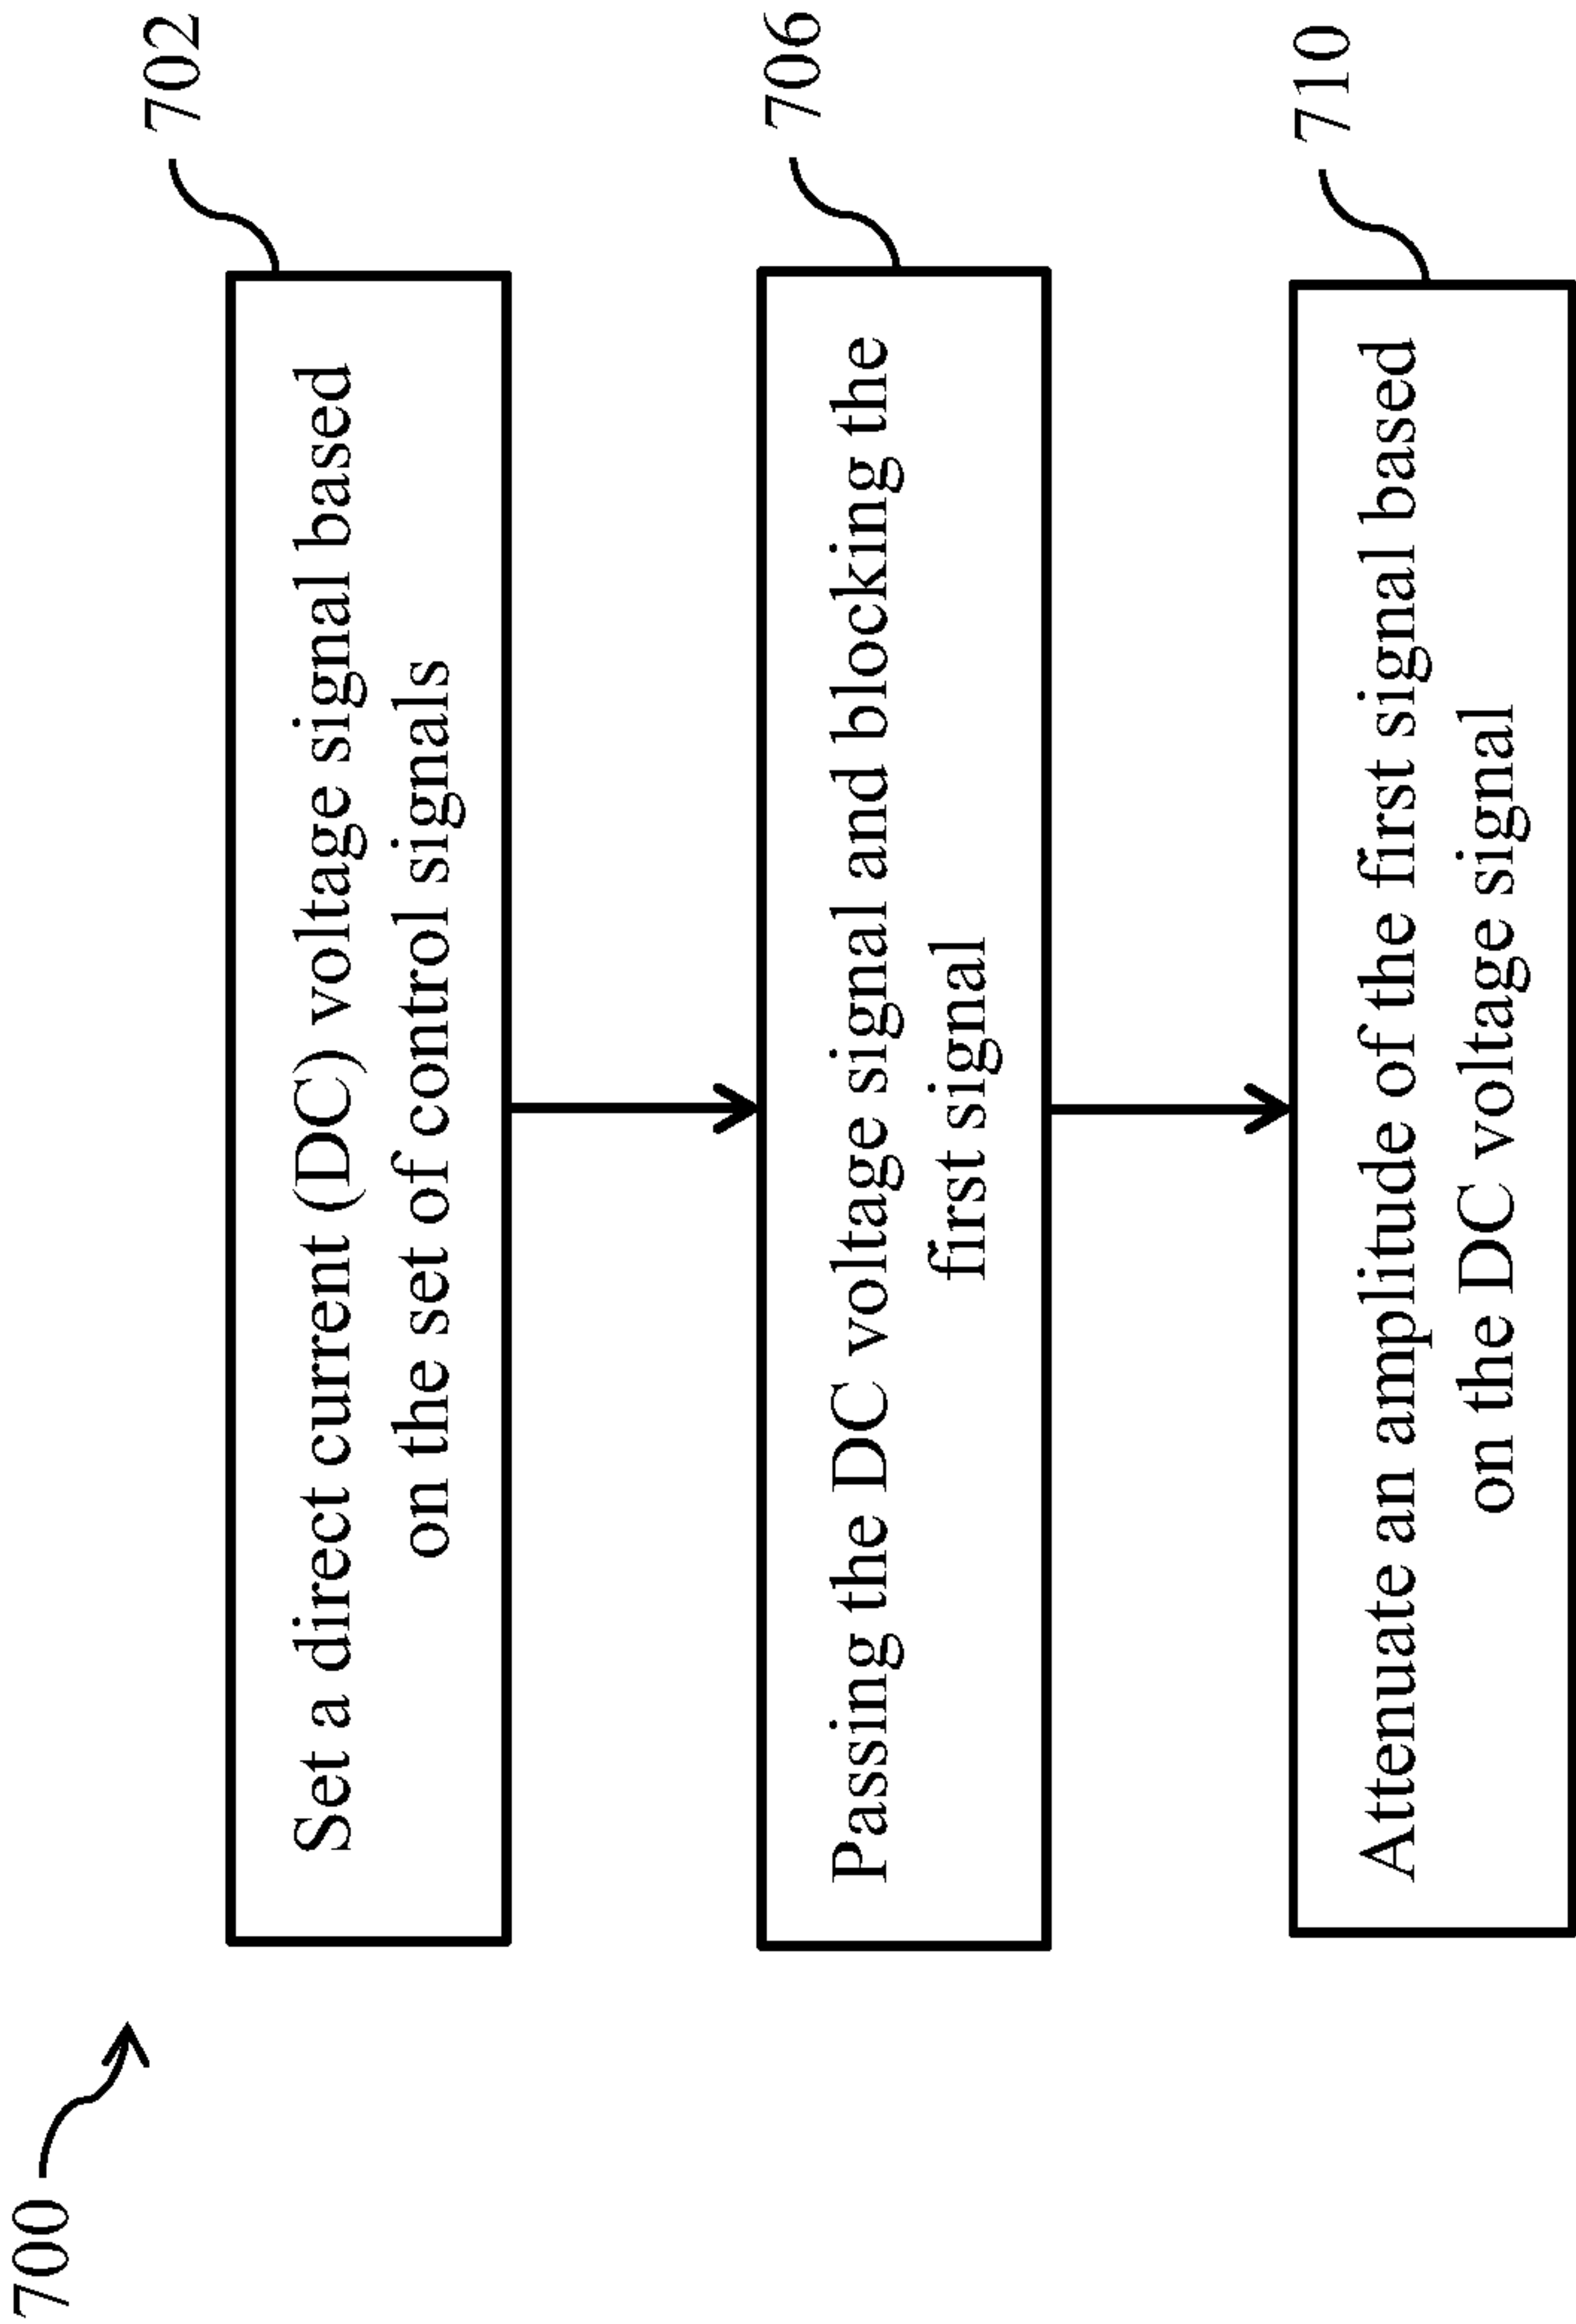 700
702
Set a direct current (DC) voltage signal based
on the set of control signals
706
Passing the DC voltage signal and blocking the
first signal
710
Attenuate an amplitude of the first signal based
on the DC voltage signal